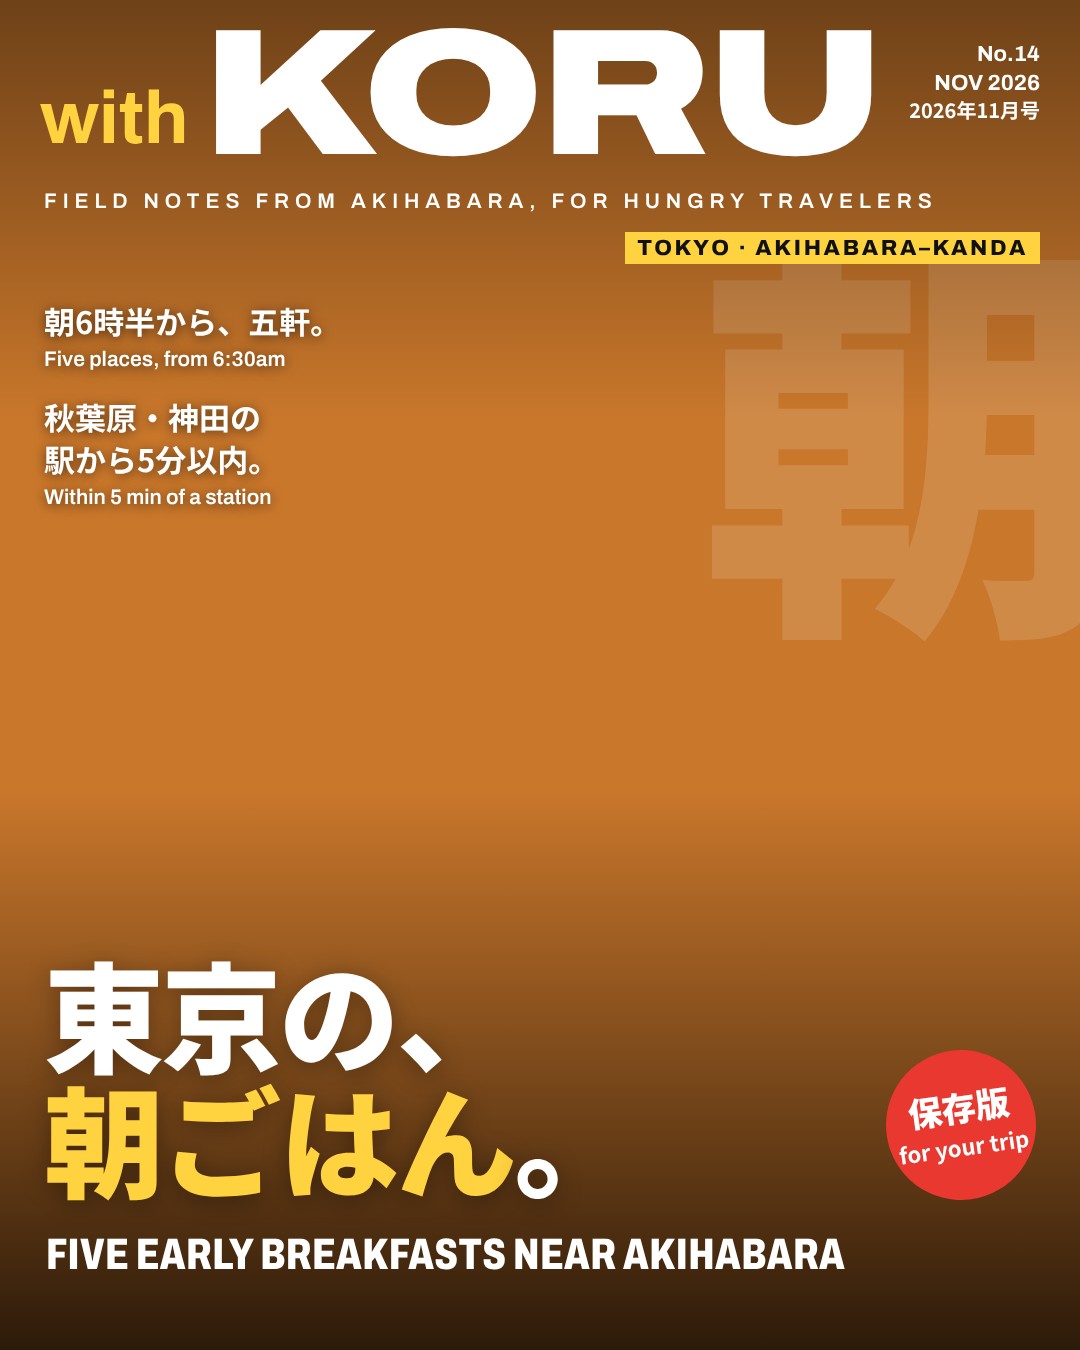 with KORU
No.14
NOV 2026
2026年11月号
FIELD NOTES FROM AKIHABARA, FOR HUNGRY TRAVELERS
TOKYO · AKIHABARA–KANDA
朝
朝6時半から、五軒。
Five places, from 6:30am
秋葉原・神田の
駅から5分以内。
Within 5 min of a station
東京の、
朝ごはん。
保存版
for your trip
FIVE EARLY BREAKFASTS NEAR AKIHABARA